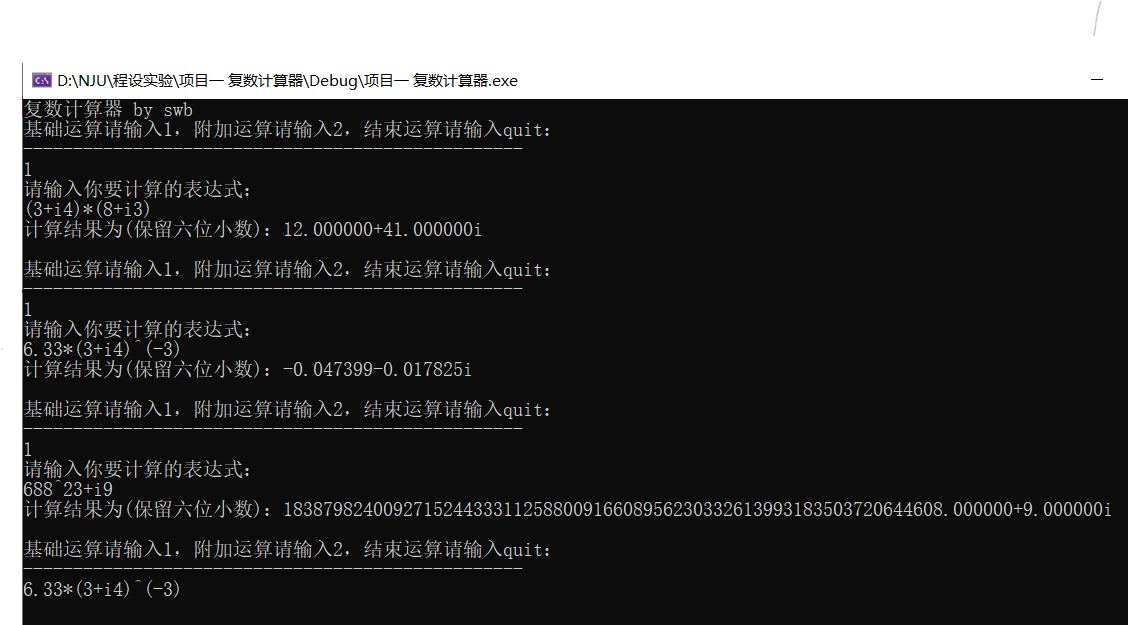 D:\NJU\程设实验\项目一 复数计算器\Debug\项目一 复数计算器.exe
复数计算器 by swb
基础运算请输入1，附加运算请输入2，结束运算请输入quit:
--------------------------------------------------
1
请输入你要计算的表达式:
(3+i4)*(8+i3)
计算结果为(保留六位小数): 12.000000+41.000000i
基础运算请输入1，附加运算请输入2，结束运算请输入quit:
--------------------------------------------------
1
请输入你要计算的表达式:
6.33*(3+i4)^(-3)
计算结果为(保留六位小数): -0.047399-0.017825i
基础运算请输入1，附加运算请输入2，结束运算请输入quit:
--------------------------------------------------
1
请输入你要计算的表达式:
688^23+i9
计算结果为(保留六位小数): 183879824009271524433311258800916608956230332613993183503720644608.000000+9.000000i
基础运算请输入1，附加运算请输入2，结束运算请输入quit:
--------------------------------------------------
6.33*(3+i4)^(-3)